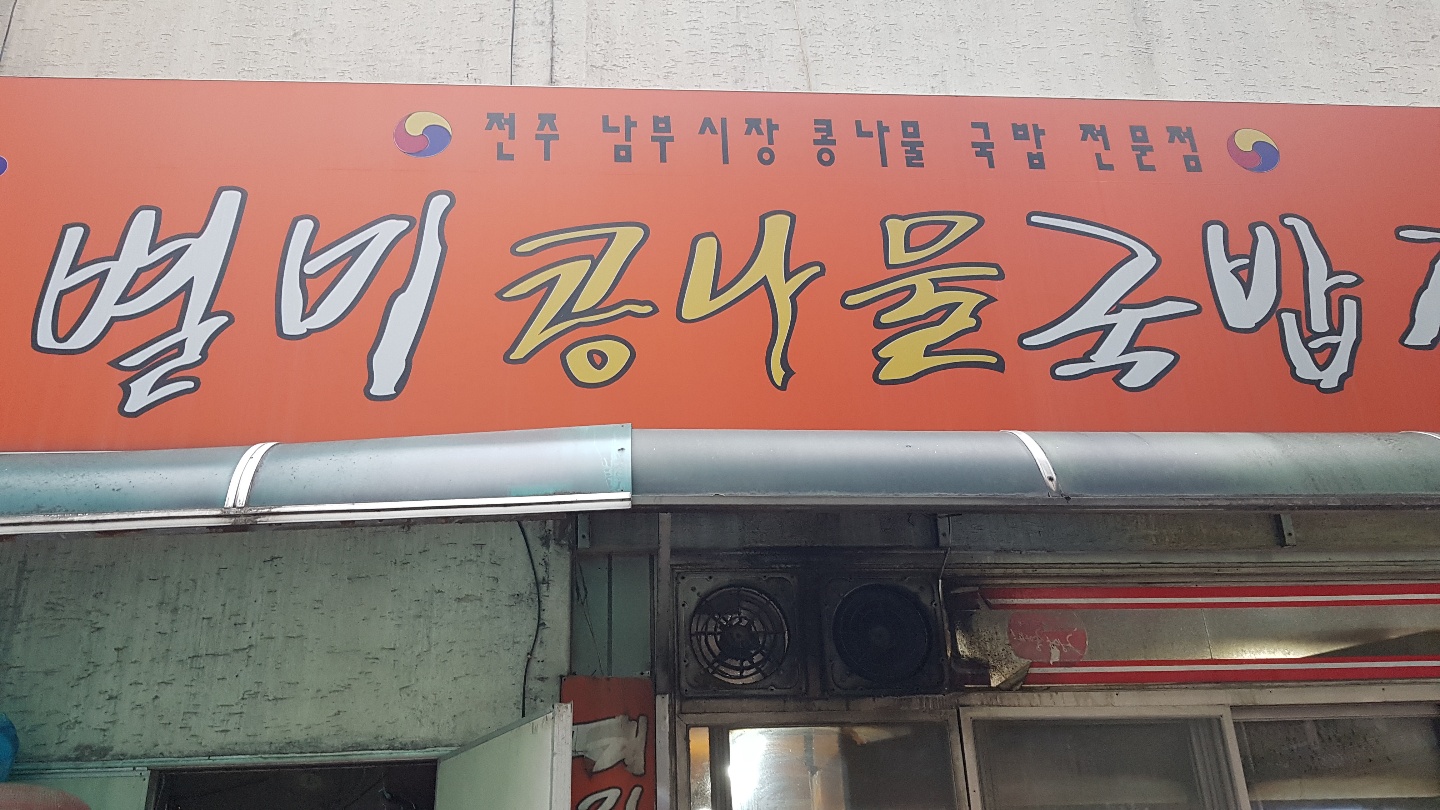 전주 남부시장 콩나물 국밥 전문점
별미 콩나물국밥